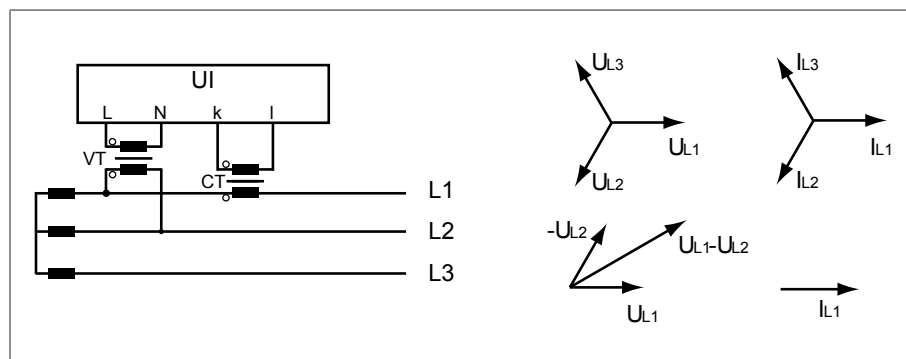 UI
L N k l
VT
CT
L1
L2
L3
UL3
UL1
UL2
IL3
IL1
IL2
-UL2
UL1-UL2
UL1
IL1